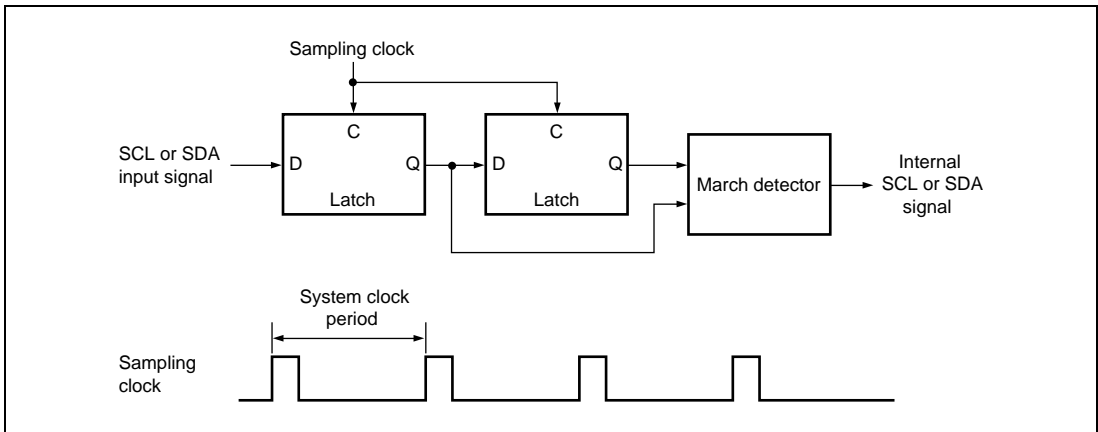 Sampling clock
C
C
SCL or SDA
input signal
D
Q
D
Q
Latch
Latch
March detector
Internal
SCL or SDA
signal
System clock
period
Sampling
clock